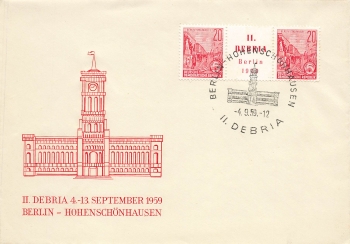 20
II.
DEBRIA
Berlin
1959
20
BERLIN-HOHENSCHÖNHAUSEN
-4.9.59.-12
II. DEBRIA
II. DEBRIA 4.-13 SEPTEMBER 1959
BERLIN - HOHENSCHÖNHAUSEN